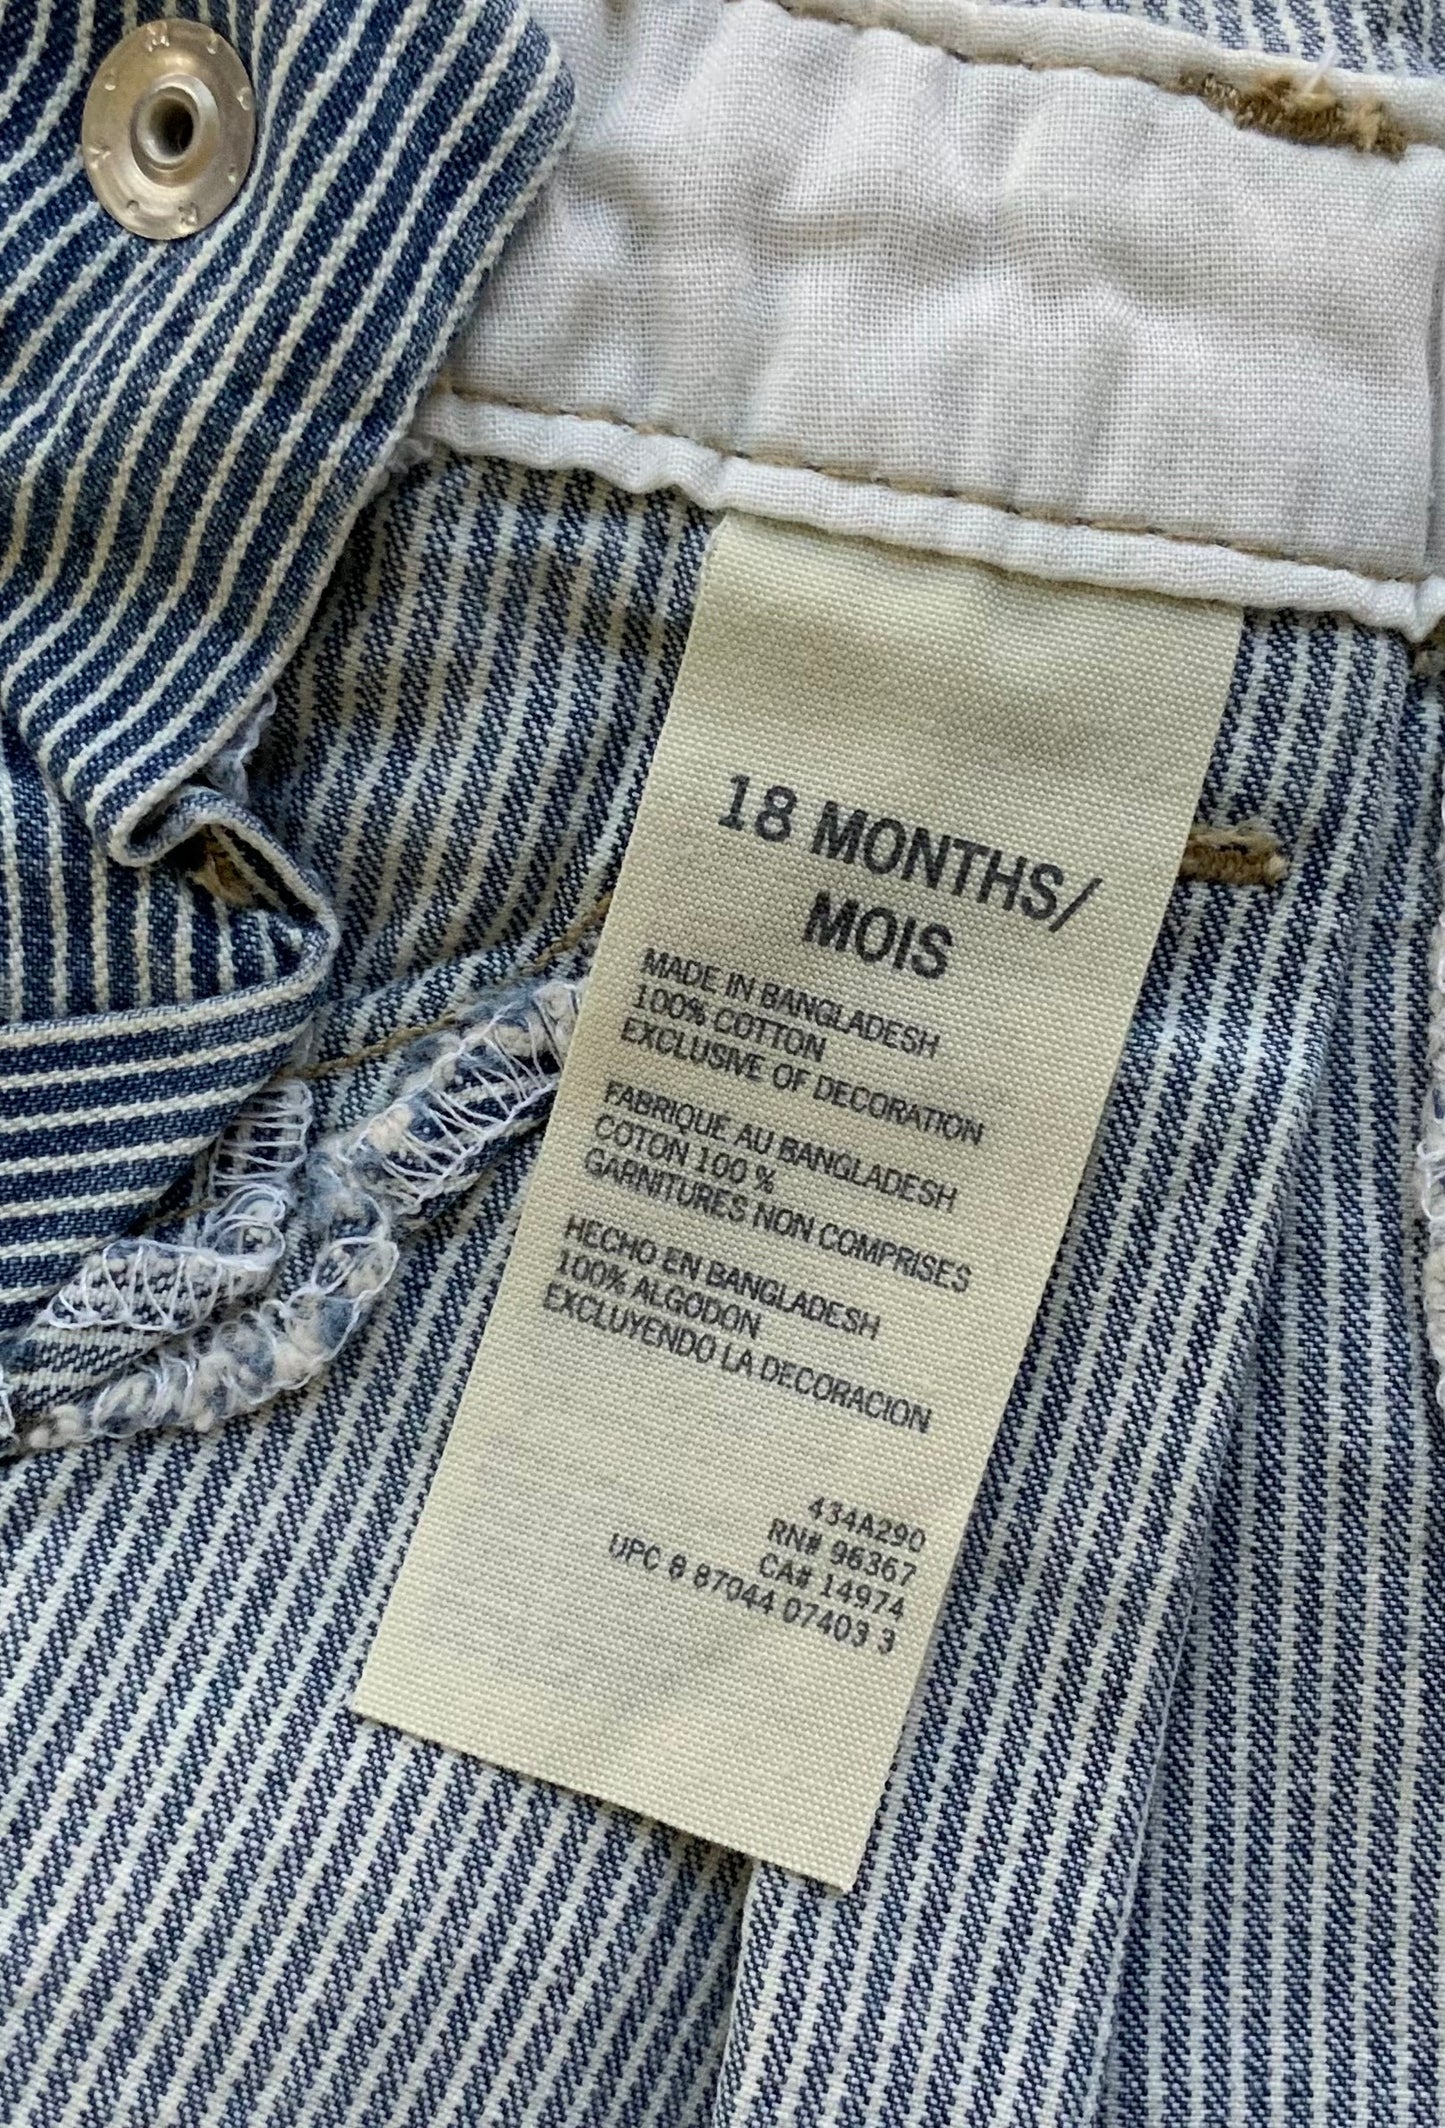 18 MONTHS/
MOIS
MADE IN BANGLADESH
100% COTTON
EXCLUSIVE OF DECORATION
FABRIQUE AU BANGLADESH
COTON 100 %
GARNITURES NON COMPRISES
HECHO EN BANGLADESH
100% ALGODON
EXCLUYENDO LA DECORACION
434A290
RN# 96367
CA# 14974
UPC 8 87044 07403 3